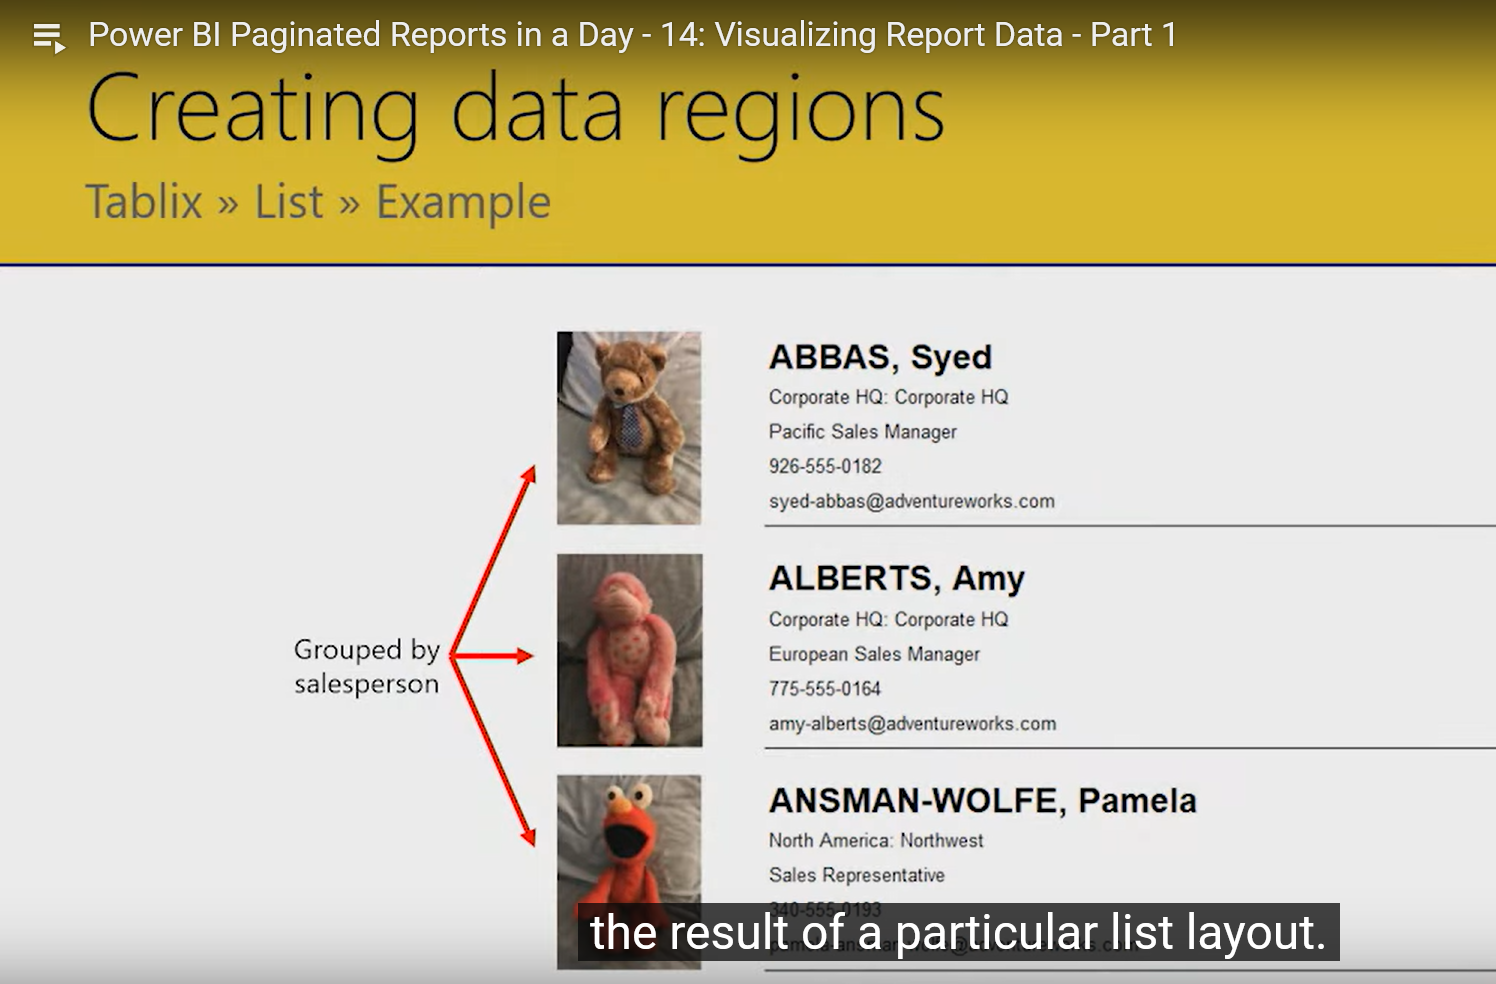 Power BI Paginated Reports in a Day - 14: Visualizing Report Data - Part 1
Creating data regions
Tablix » List » Example
ABBAS, Syed
Corporate HQ: Corporate HQ
Pacific Sales Manager
926-555-0182
syed-abbas@adventureworks.com
Grouped by
salesperson
ALBERTS, Amy
Corporate HQ: Corporate HQ
European Sales Manager
775-555-0164
amy-alberts@adventureworks.com
ANSMAN-WOLFE, Pamela
North America: Northwest
Sales Representative
340-555-0193
the result of a particular list layout.